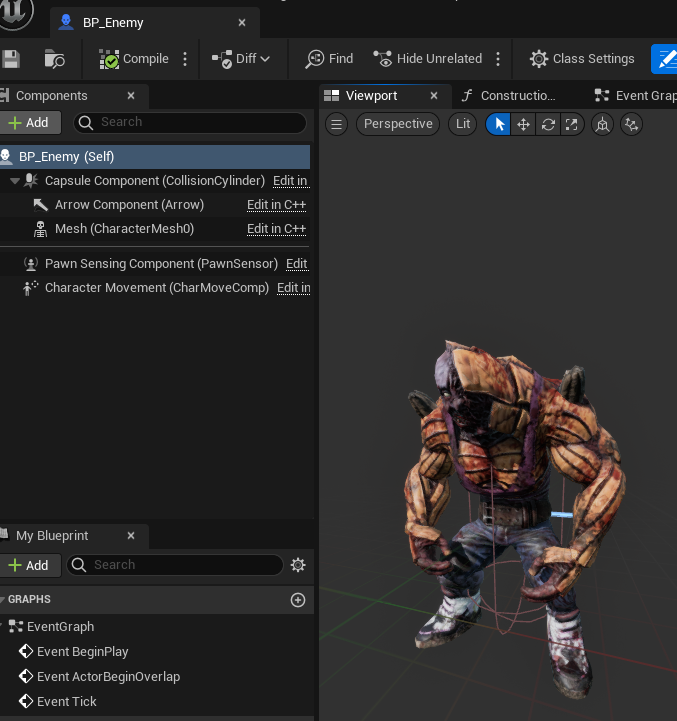 BP_Enemy
Compile
Diff
Find
Hide Unrelated
Class Settings
Components
Add
Search
BP_Enemy (Self)
Capsule Component (CollisionCylinder) Edit in
Arrow Component (Arrow) Edit in C++
Mesh (CharacterMesh0) Edit in C++
Pawn Sensing Component (PawnSensor) Edit
Character Movement (CharMoveComp) Edit in
Viewport
Constructio...
Event Grap
Perspective
Lit
My Blueprint
Add
Search
GRAPHS
EventGraph
Event BeginPlay
Event ActorBeginOverlap
Event Tick